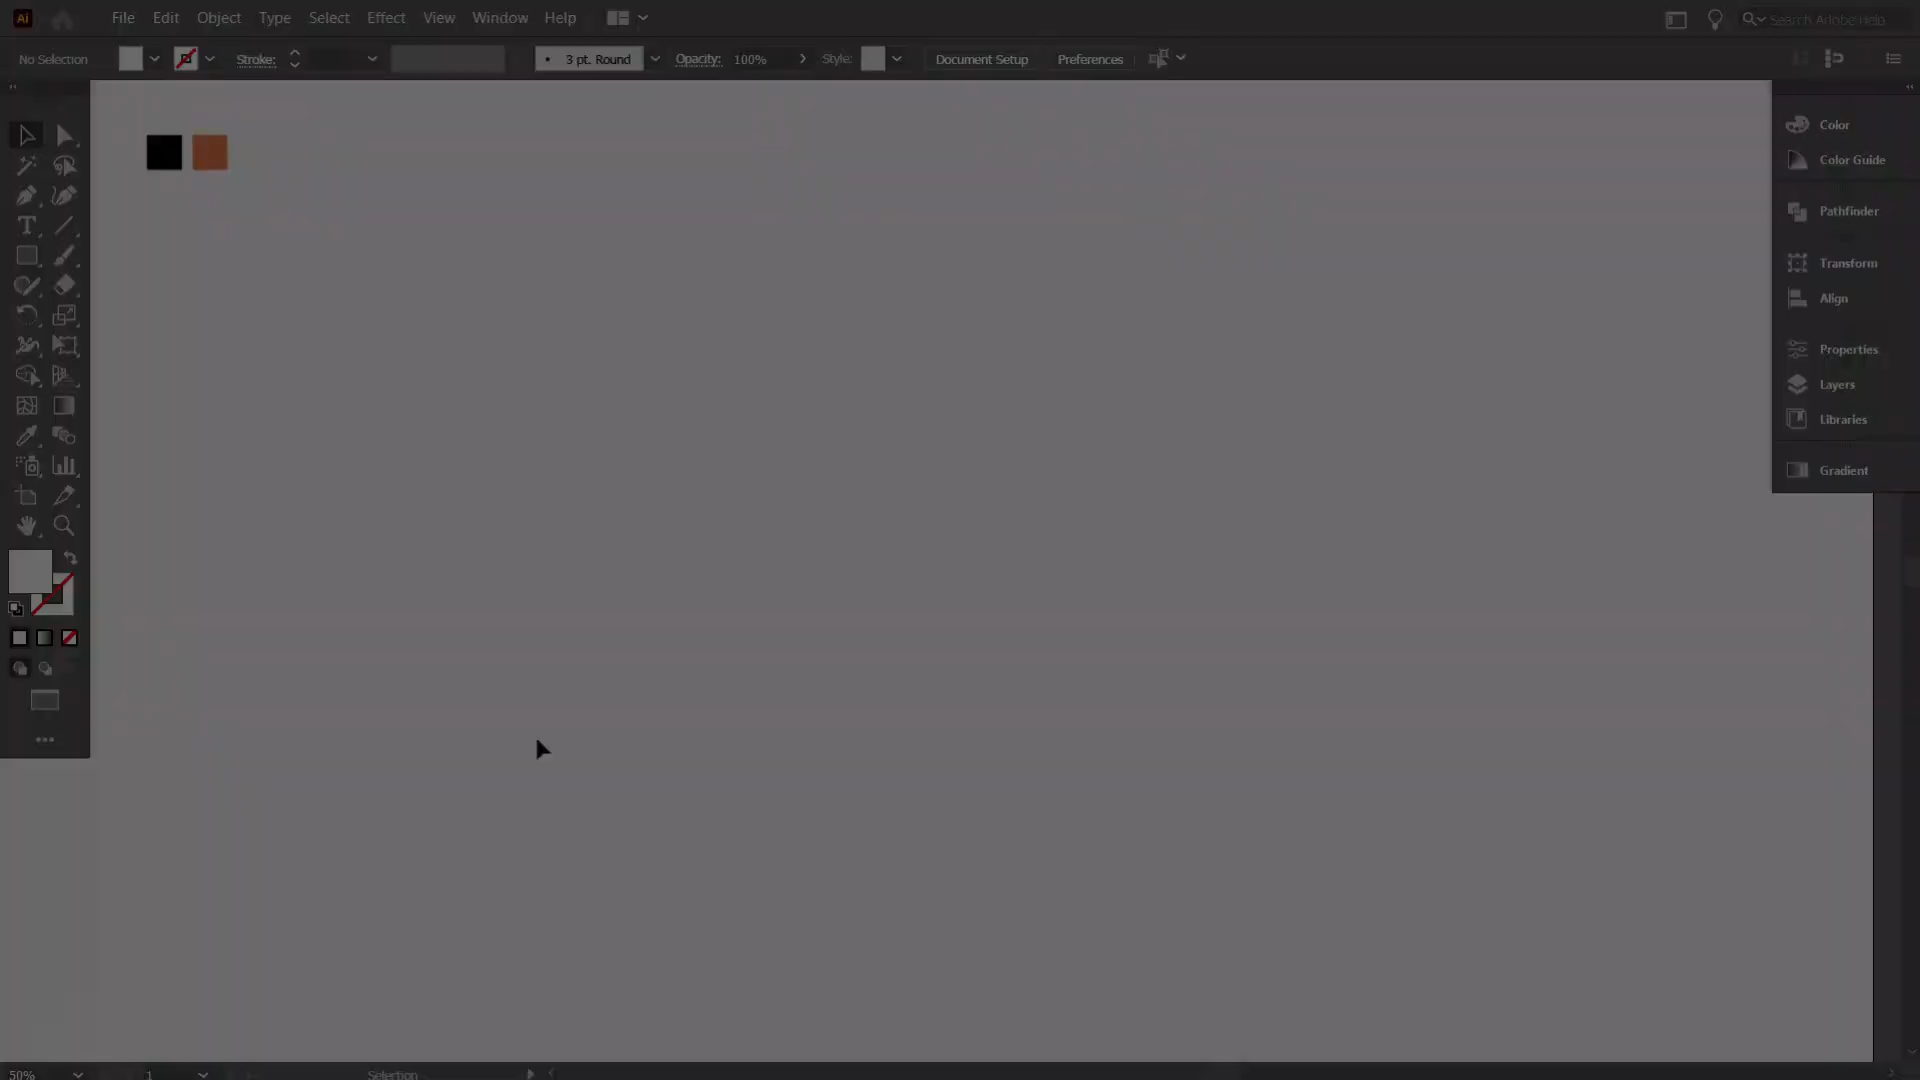 Ai File Edit Object Type Select Effect View Window Help Search Adobe Help
No Selection Stroke: 3 pt. Round Opacity: 100% Style: Document Setup Preferences
Color
Color Guide
Pathfinder
Transform
Align
Properties
Layers
Libraries
Gradient
50% 1 Selection